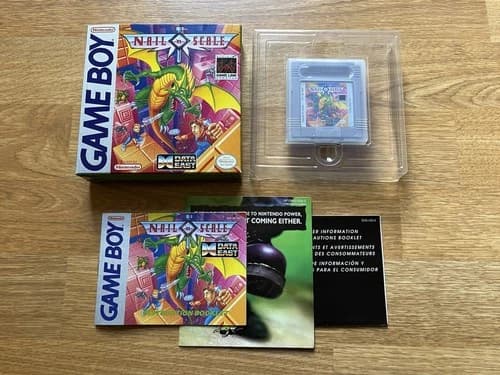 GAME BOY
Nintendo
NAIL 'N SCALE
DATA EAST
Nintendo
GAME BOY
NAIL 'N SCALE
DATA EAST
INSTRUCTION BOOKLET
TO NINTENDO POWER,
T COMING EITHER.
ER INFORMATION
AUTIONS BOOKLET
NTS ET AVERTISSEMENTS
DES CONSOMMATEURS
DE INFORMACIÓN Y
S PARA EL CONSUMIDOR